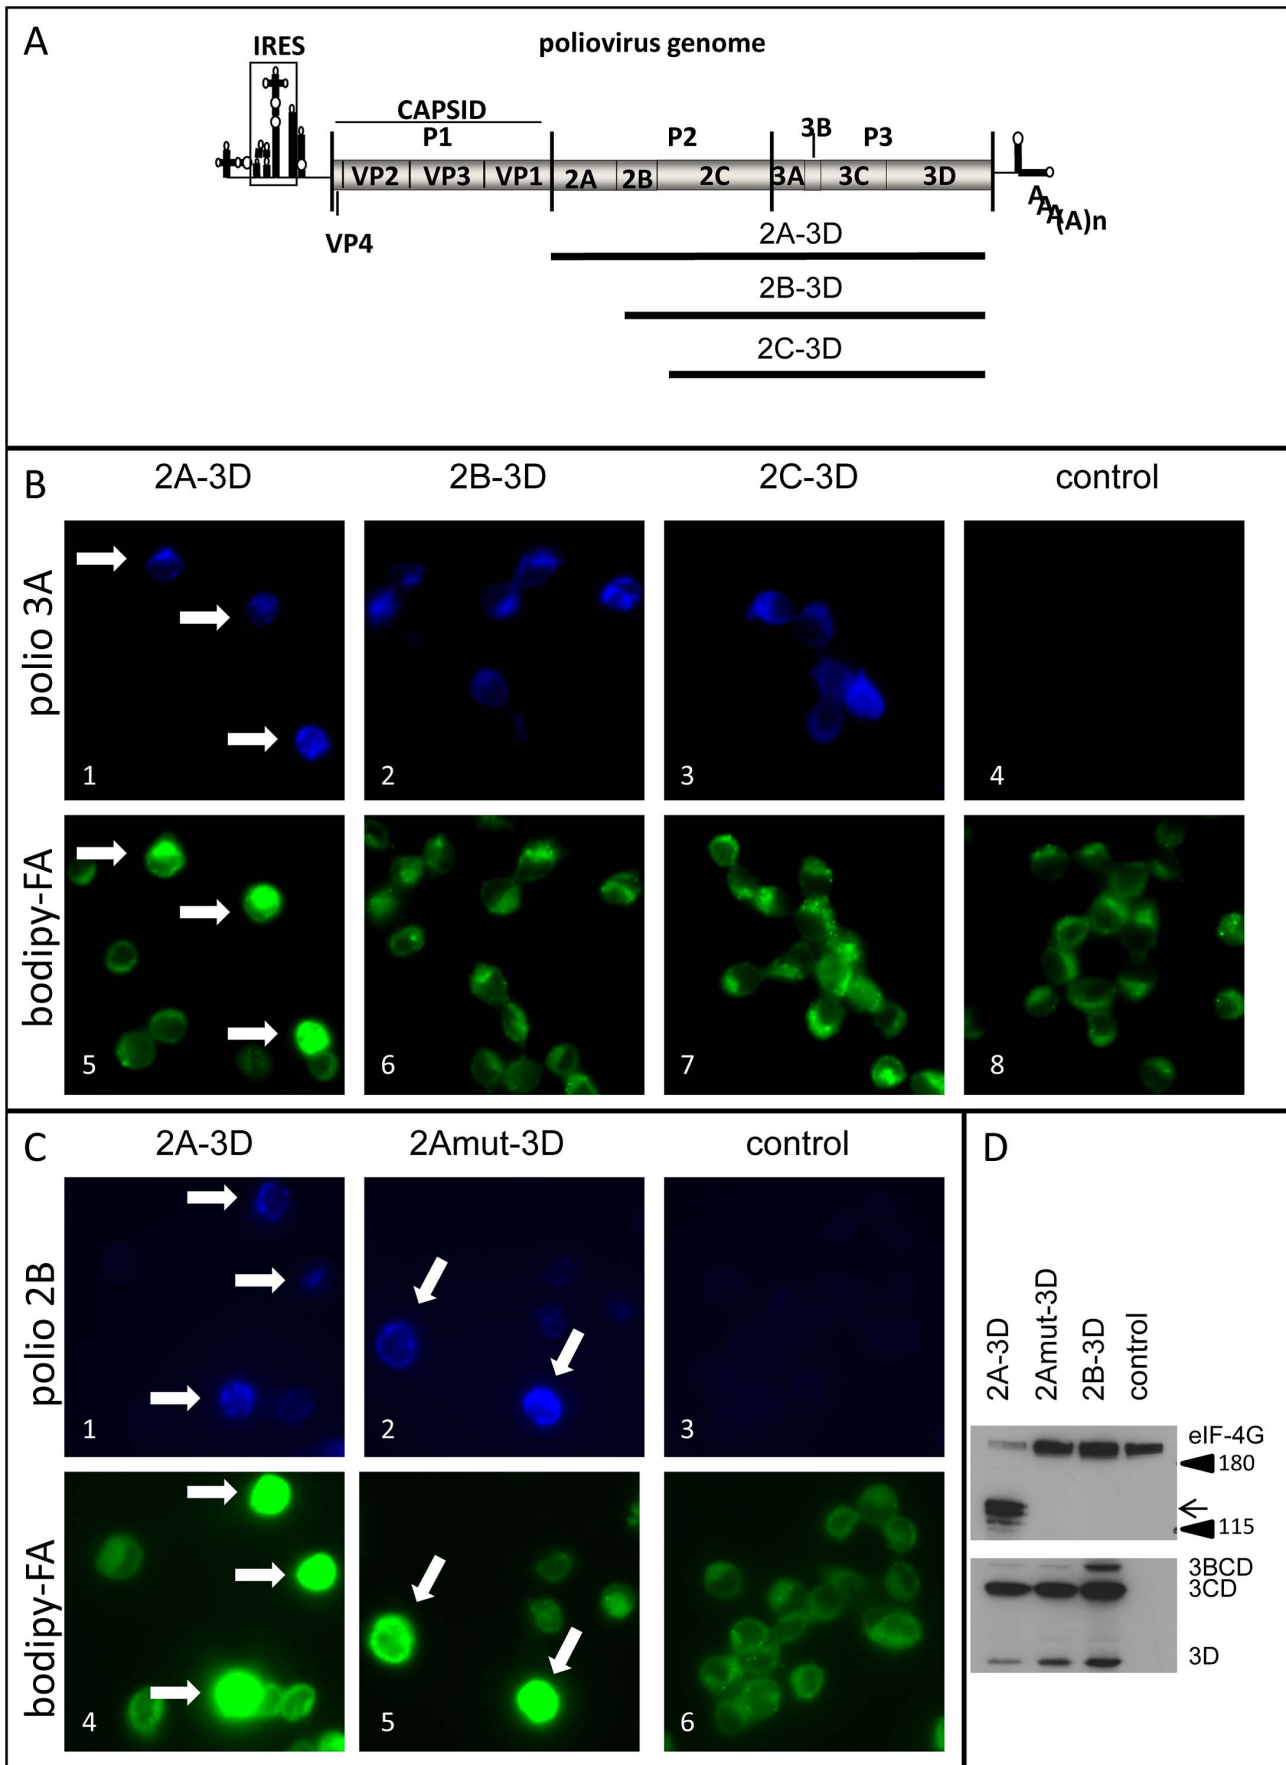 A
poliovirus genome
IRES
CAPSID
P1
P2
3B
P3
VP2
VP3
VP1
2A
2B
2C
3A
3C
3D
VP4
A
A
A
(A)n
2A-3D
2B-3D
2C-3D
B
2A-3D
2B-3D
2C-3D
control
polio 3A
1
2
3
4
bodipy-FA
5
6
7
8
C
2A-3D
2Amut-3D
control
polio 2B
1
2
3
bodipy-FA
4
5
6
D
2A-3D
2Amut-3D
2B-3D
control
eIF-4G
180
115
3BCD
3CD
3D